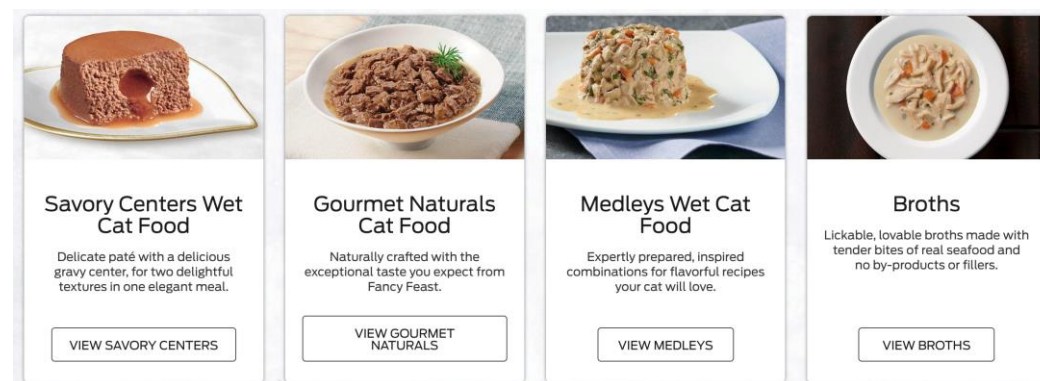 Savory Centers Wet
Cat Food
Delicate paté with a delicious
gravy center, for two delightful
textures in one elegant meal.
VIEW SAVORY CENTERS
Gourmet Naturals
Cat Food
Naturally crafted with the
exceptional taste you expect from
Fancy Feast.
VIEW GOURMET
NATURALS
Medleys Wet Cat
Food
Expertly prepared, inspired
combinations for flavorful recipes
your cat will love.
VIEW MEDLEYS
Broths
Lickable, lovable broths made with
tender bites of real seafood and
no by-products or fillers.
VIEW BROTHS